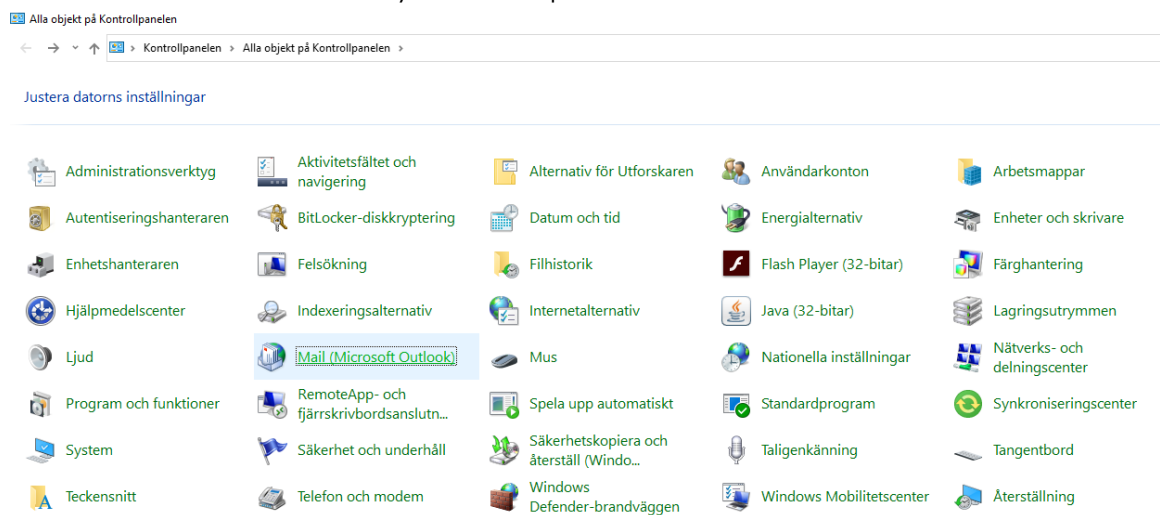 Alla objekt på Kontrollpanelen
Kontrollpanelen > Alla objekt på Kontrollpanelen >
Justera datorns inställningar
Administrationsverktyg
Aktivitetsfältet och
navigering
Alternativ för Utforskaren
Användarkonton
Arbetsmappar
Autentiseringshanteraren
BitLocker-diskkryptering
Datum och tid
Energialternativ
Enheter och skrivare
Enhetshanteraren
Felsökning
Filhistorik
Flash Player (32-bitar)
Färghantering
Hjälpmedelscenter
Indexeringsalternativ
Internetalternativ
Java (32-bitar)
Lagringsutrymmen
Ljud
Mail (Microsoft Outlook)
Mus
Nationella inställningar
Nätverks- och
delningscenter
Program och funktioner
RemoteApp- och
fjärrskrivbordsanslutn...
Spela upp automatiskt
Standardprogram
Synkroniseringscenter
System
Säkerhet och underhåll
Säkerhetskopiera och
återställ (Windo...
Taligenkänning
Tangentbord
Teckensnitt
Telefon och modem
Windows
Defender-brandväggen
Windows Mobilitetscenter
Återställning